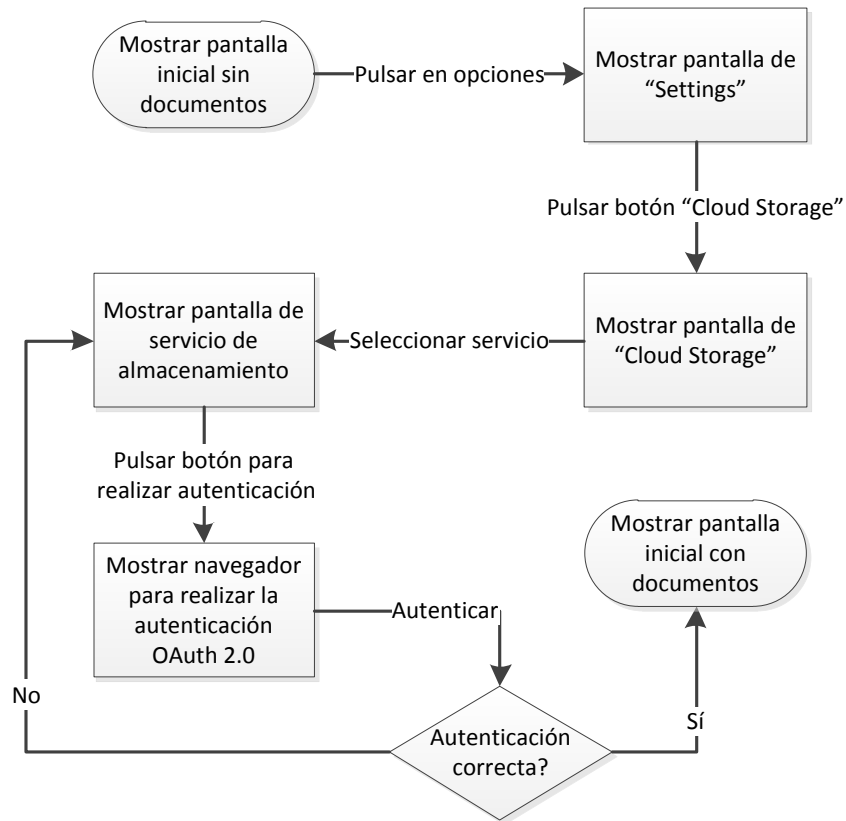 Mostrar pantalla
inicial sin
documentos
Pulsar en opciones
Mostrar pantalla de
“Settings”
Pulsar botón “Cloud Storage”
Mostrar pantalla de
“Cloud Storage”
Seleccionar servicio
Mostrar pantalla de
servicio de
almacenamiento
Pulsar botón para
realizar autenticación
Mostrar navegador
para realizar la
autenticación
OAuth 2.0
Autenticar
Autenticación
correcta?
No
Sí
Mostrar pantalla
inicial con
documentos